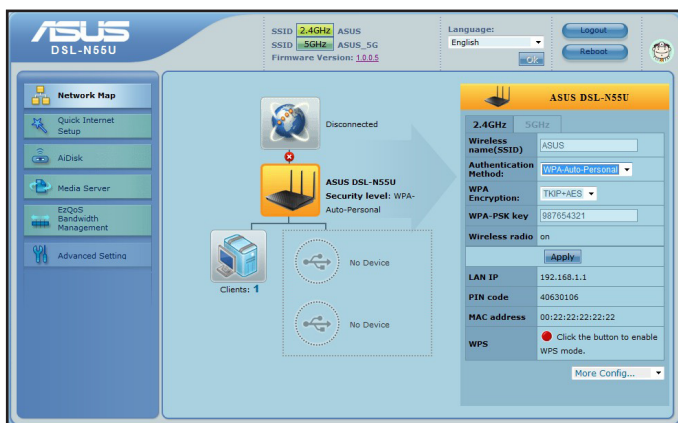 ASUS
DSL-N55U
SSID 2.4GHz ASUS
SSID 5GHz ASUS_5G
Firmware Version: 1.0.0.5
Language:
English
OK
Logout
Reboot
Network Map
Quick Internet
Setup
AiDisk
Media Server
EzQoS
Bandwidth
Management
Advanced Setting
Disconnected
ASUS DSL-N55U
Security level: WPA-
Auto-Personal
Clients: 1
No Device
No Device
ASUS DSL-N55U
2.4GHz 5GHz
Wireless
name(SSID) ASUS
Authentication
Method: WPA-Auto-Personal
WPA
Encryption: TKIP+AES
WPA-PSK key 987654321
Wireless radio on
Apply
LAN IP 192.168.1.1
PIN code 40630106
MAC address 00:22:22:22:22:22
WPS Click the button to enable
WPS mode.
More Config...